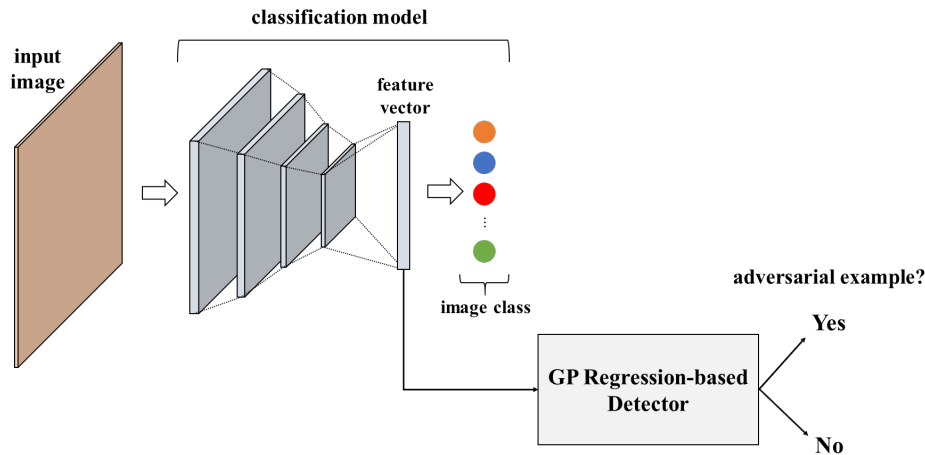 classification model
input
image
feature
vector
...
image class
adversarial example?
Yes
GP Regression-based
Detector
No